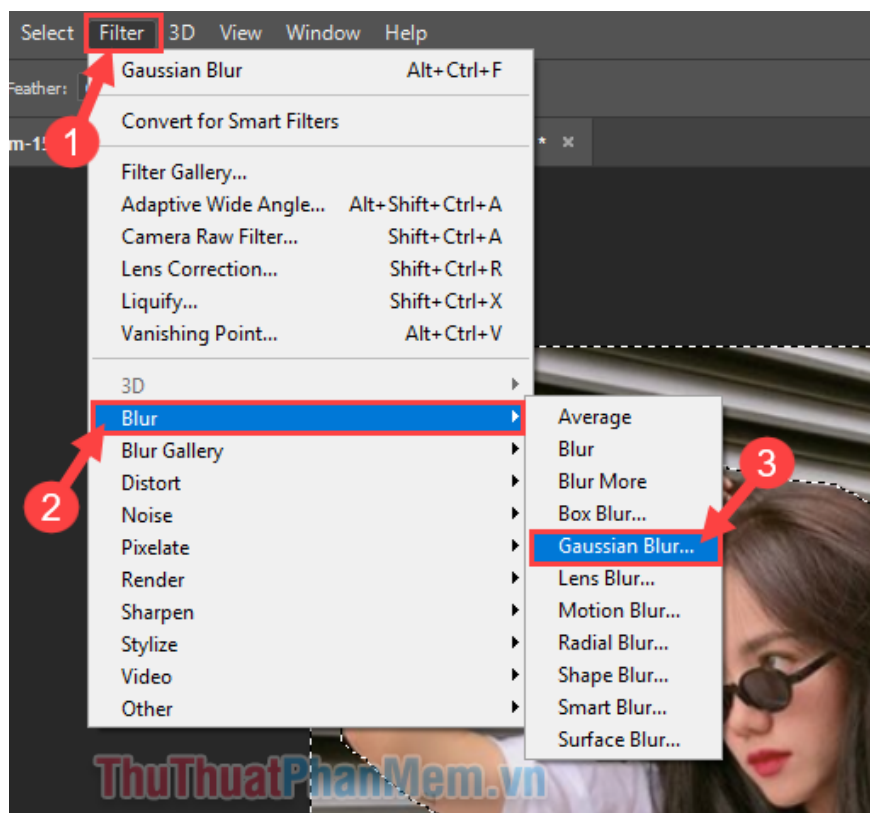 Select Filter 3D View Window Help
Feather:
1
m-15 * ×
Gaussian Blur Alt+Ctrl+F
Convert for Smart Filters
Filter Gallery...
Adaptive Wide Angle... Alt+Shift+Ctrl+A
Camera Raw Filter... Shift+Ctrl+A
Lens Correction... Shift+Ctrl+R
Liquify... Shift+Ctrl+X
Vanishing Point... Alt+Ctrl+V
3D
Blur
Blur Gallery
Distort
Noise
Pixelate
Render
Sharpen
Stylize
Video
Other
2
Average
Blur
Blur More
Box Blur...
Gaussian Blur...
Lens Blur...
Motion Blur...
Radial Blur...
Shape Blur...
Smart Blur...
Surface Blur...
3
ThuThuatPhanMem.vn